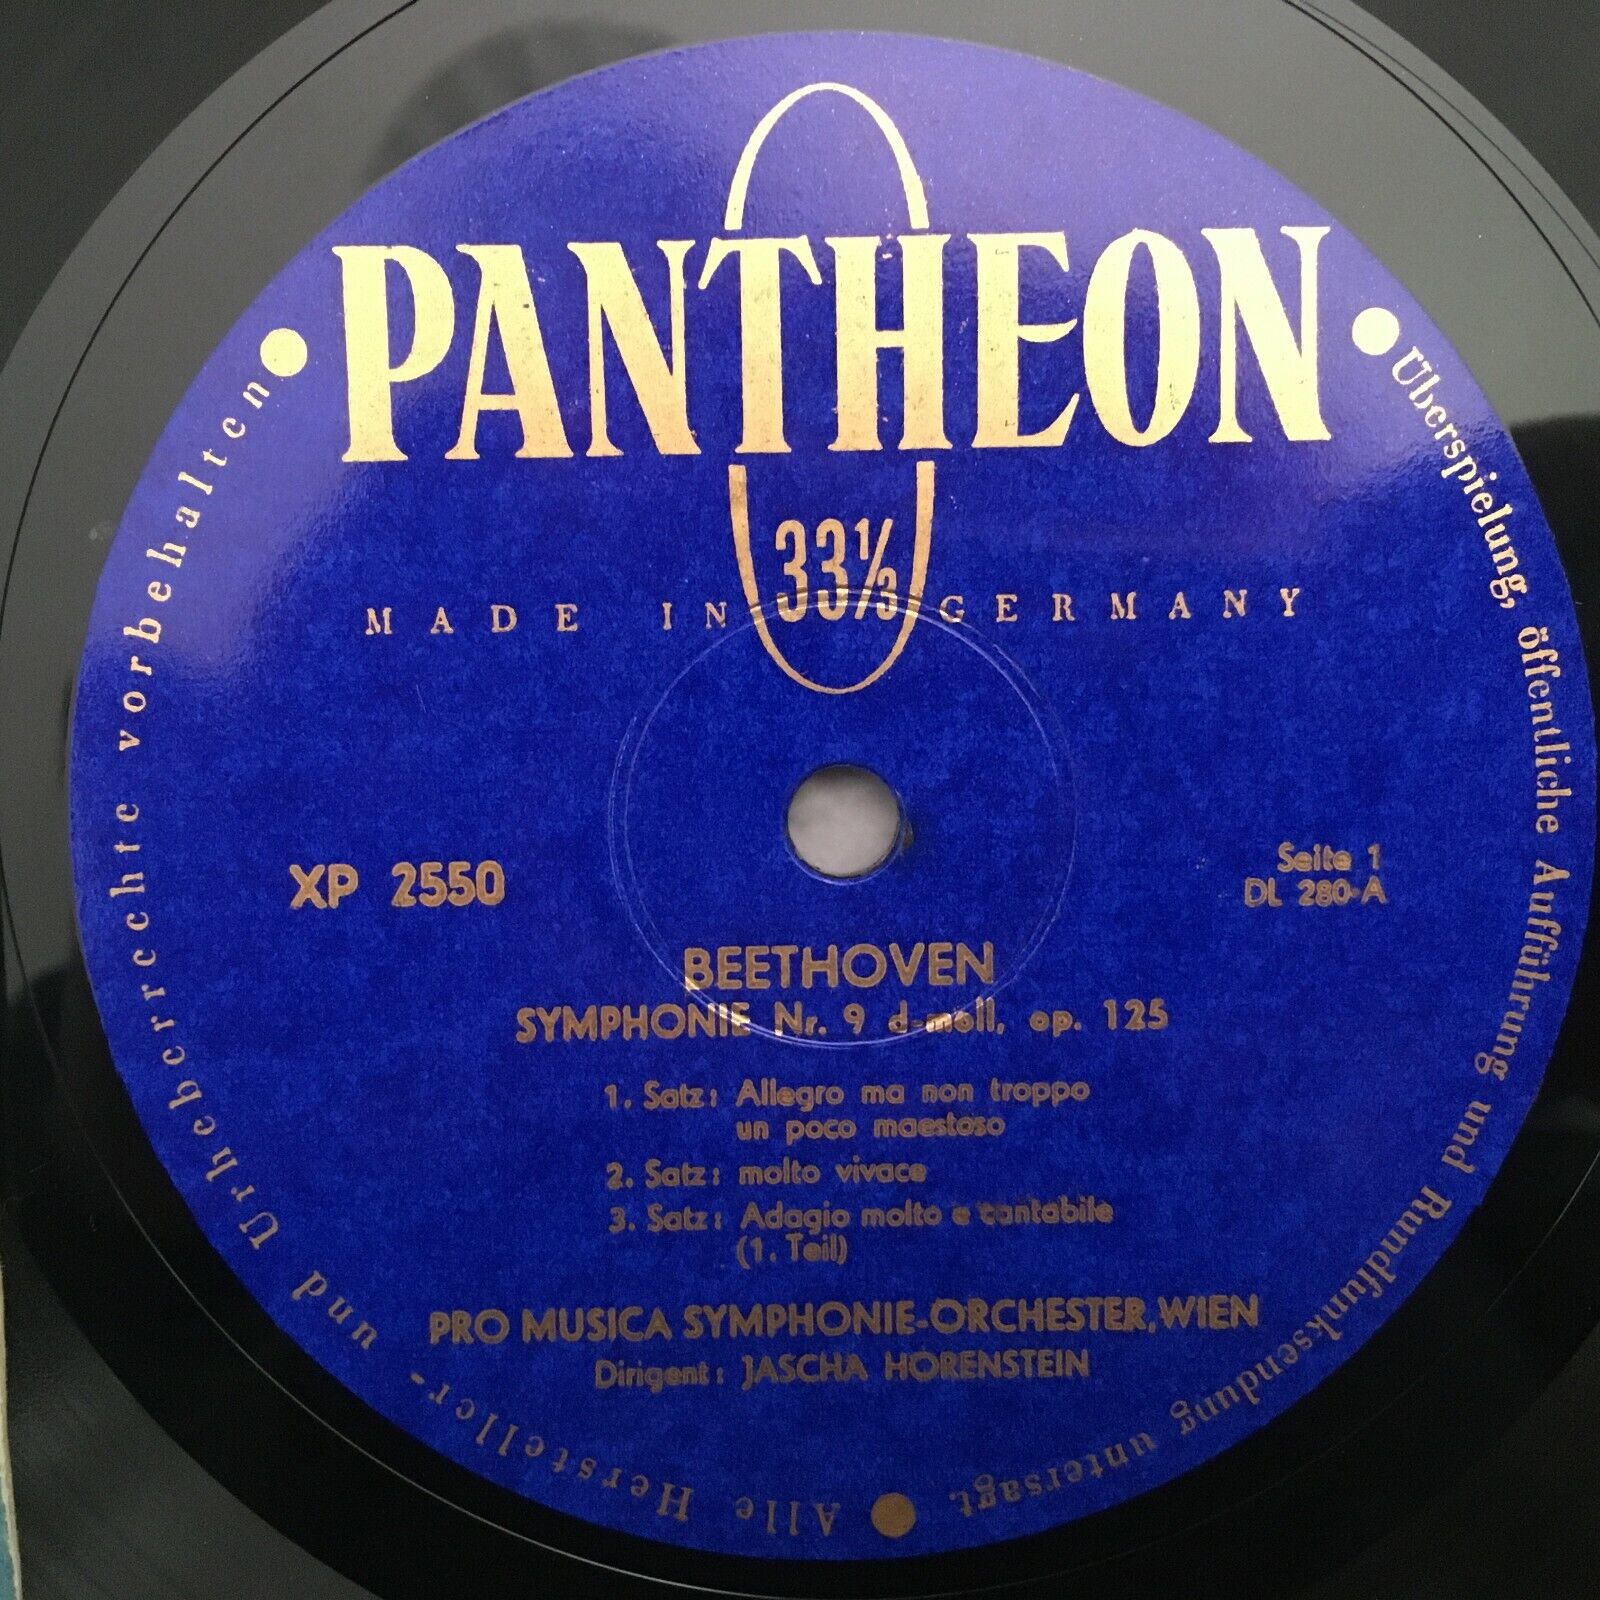 PANTHEON
33⅓
MADE IN GERMANY
XP 2550
Seite 1
DL 280-A
BEETHOVEN
SYMPHONIE Nr. 9 d-moll, op. 125
1. Satz: Allegro ma non troppo
un poco maestoso
2. Satz: molto vivace
3. Satz: Adagio molto e cantabile
(1. Teil)
PRO MUSICA SYMPHONIE-ORCHESTER, WIEN
Dirigent: JASCHA HORENSTEIN
Alle Hersteller- und Urheberrechte vorbehalten
Überspielung, öffentliche Aufführung und Rundfunksendung untersagt.